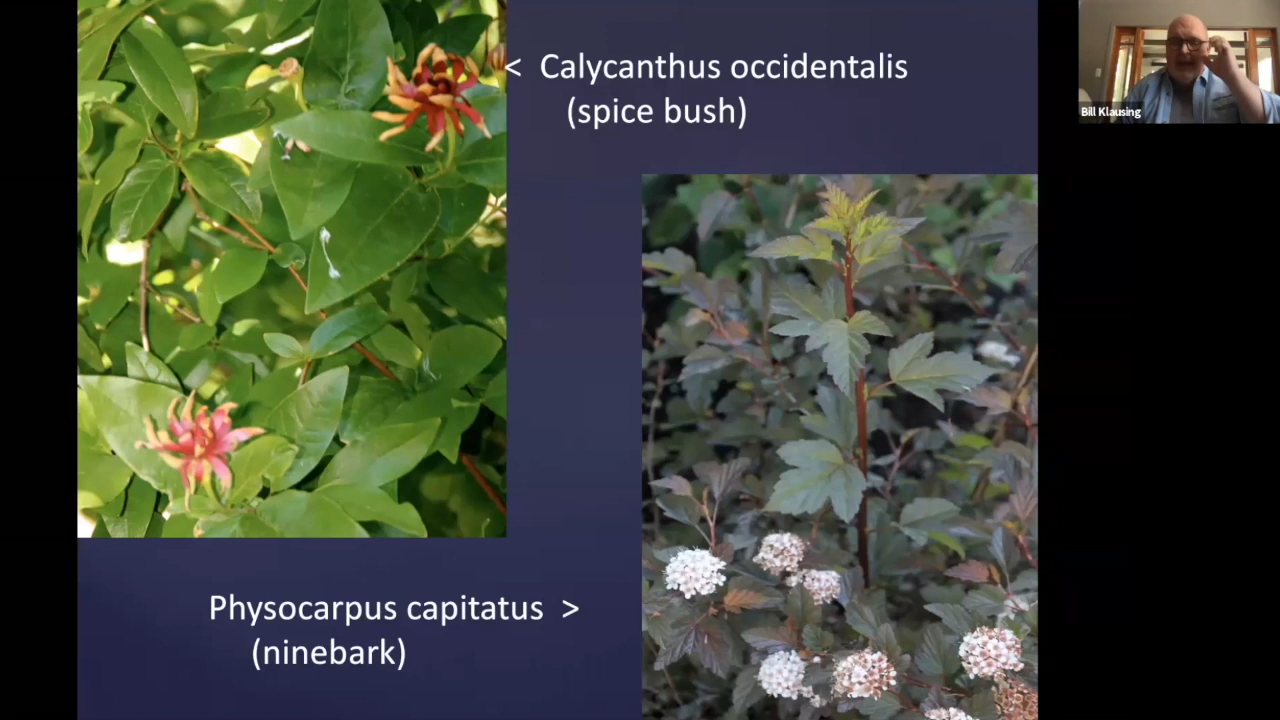 < Calycanthus occidentalis
(spice bush)
Bill Klausing
Physocarpus capitatus >
(ninebark)